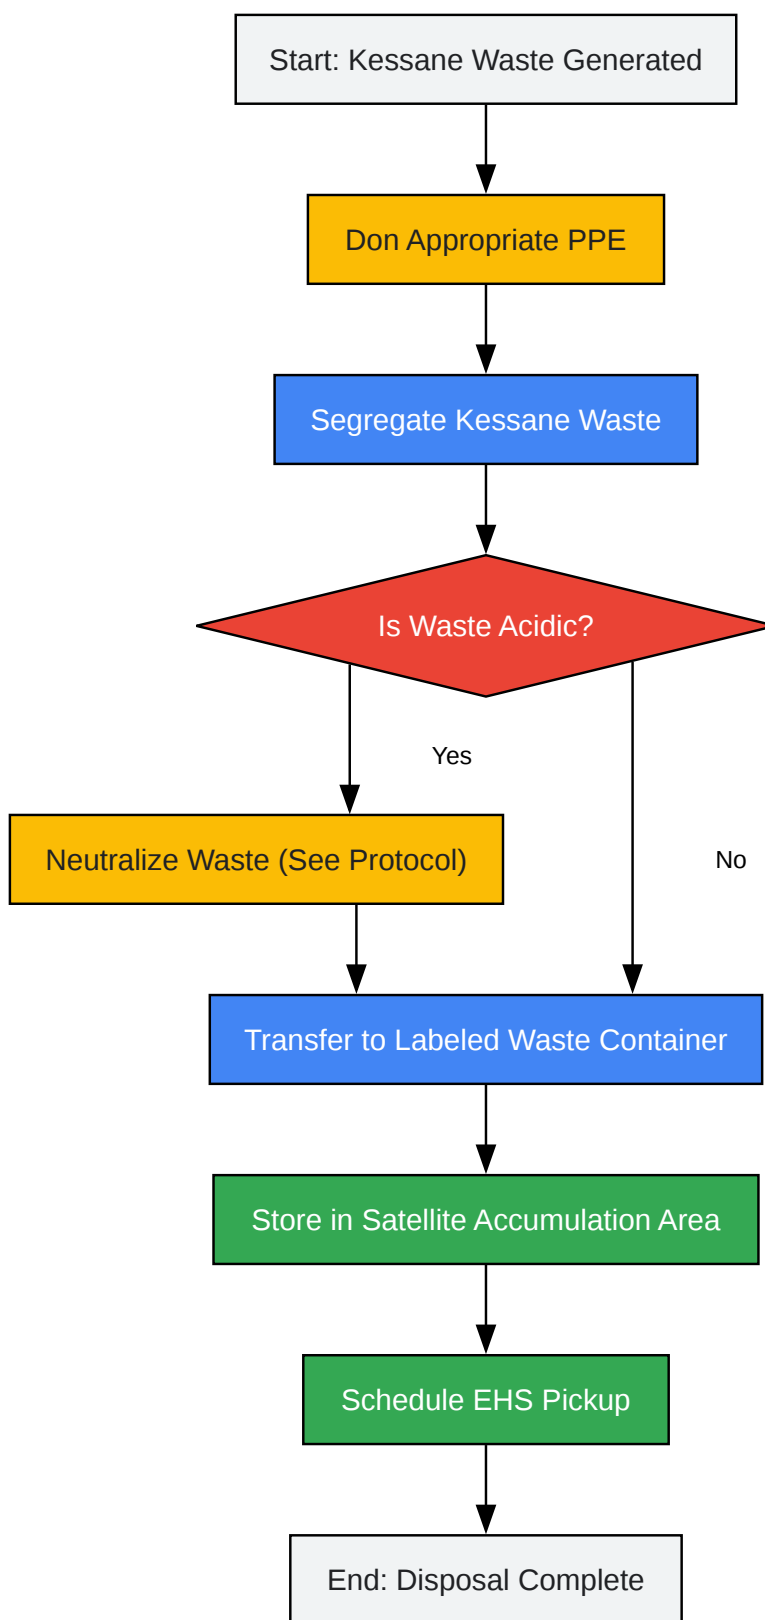 Start: Kessane Waste Generated
Don Appropriate PPE
Segregate Kessane Waste
Is Waste Acidic?
Yes
Neutralize Waste (See Protocol)
No
Transfer to Labeled Waste Container
Store in Satellite Accumulation Area
Schedule EHS Pickup
End: Disposal Complete